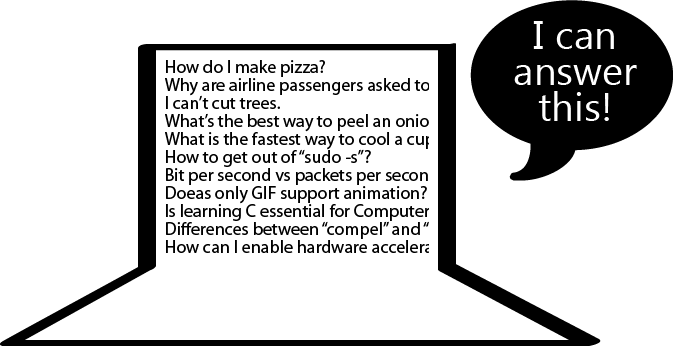 How do I make pizza?
Why are airline passengers asked to
I can't cut trees.
What's the best way to peel an onio
What is the fastest way to cool a cup
How to get out of “sudo -s”?
Bit per second vs packets per secon
Doeas only GIF support animation?
Is learning C essential for Computer
Differences between “compel” and “
How can I enable hardware accelera
I can
answer
this!